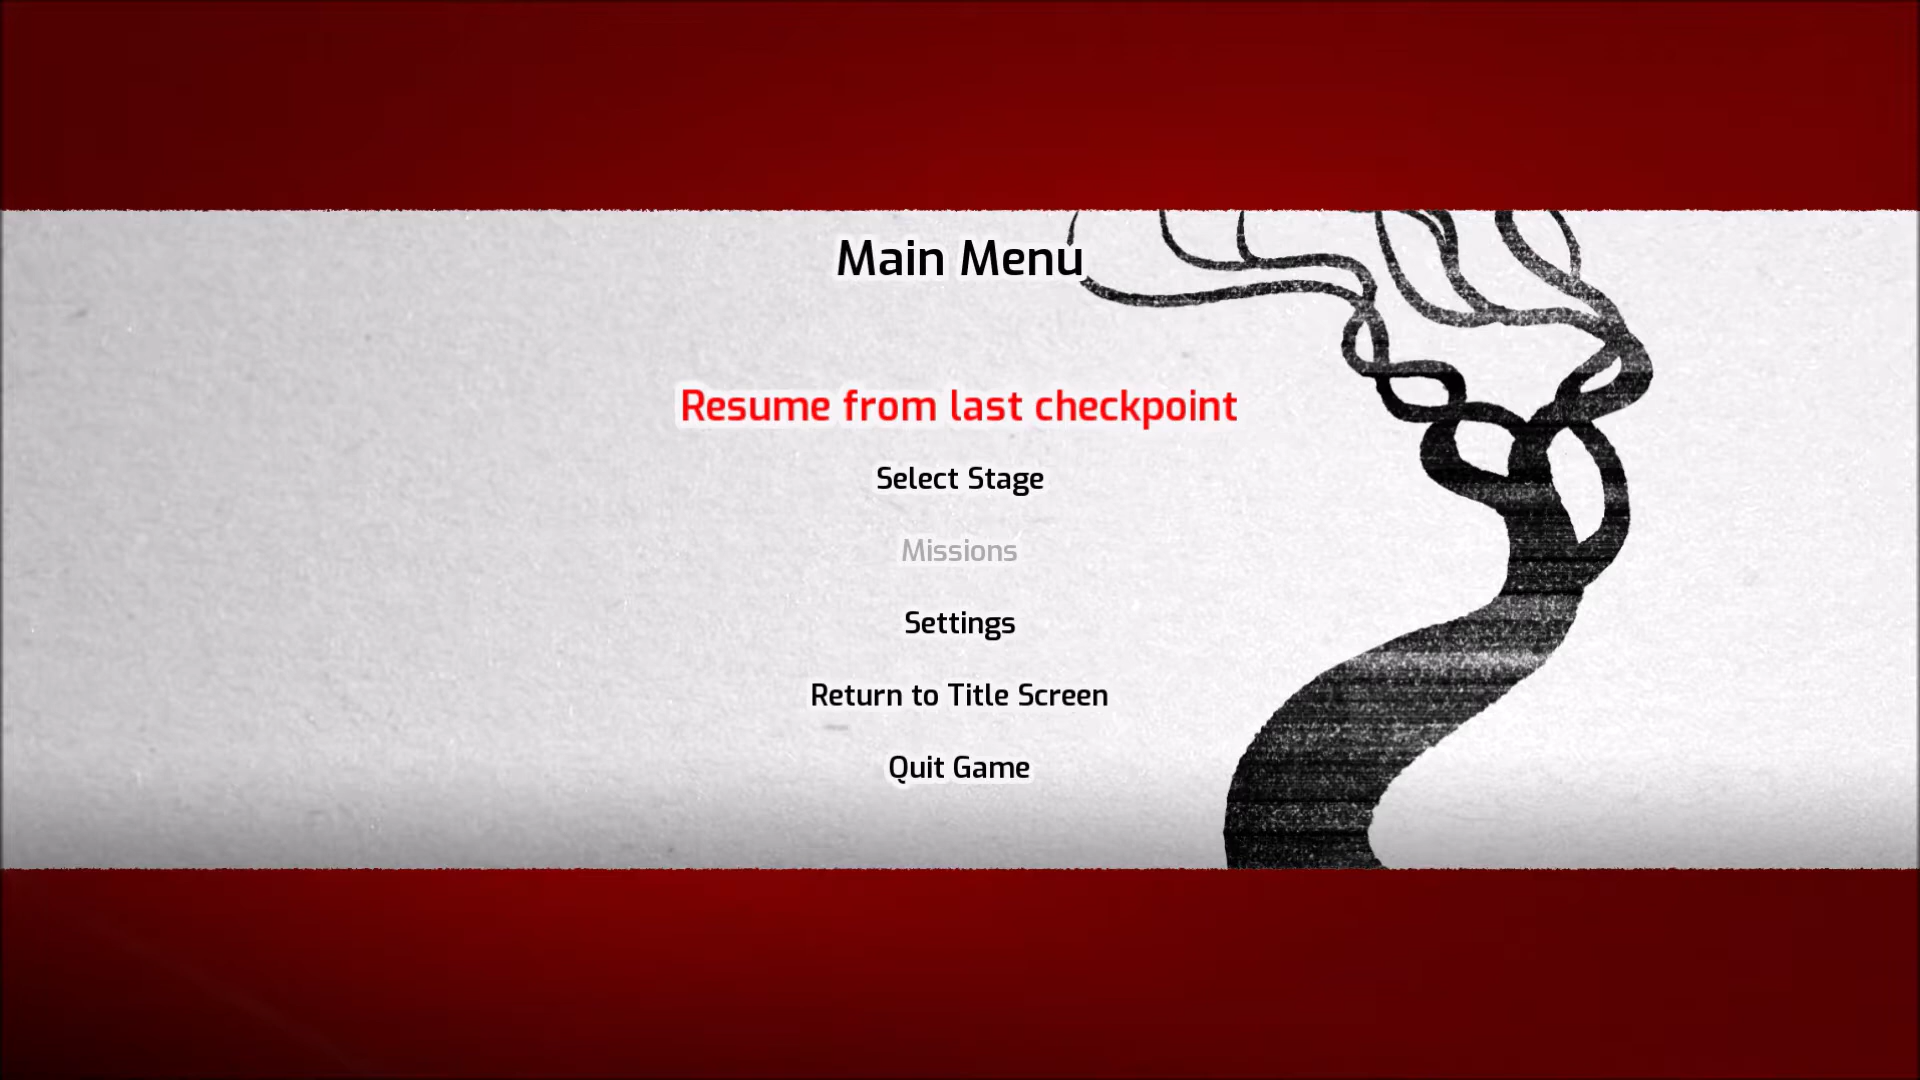 Main Menu
Resume from last checkpoint
Select Stage
Missions
Settings
Return to Title Screen
Quit Game